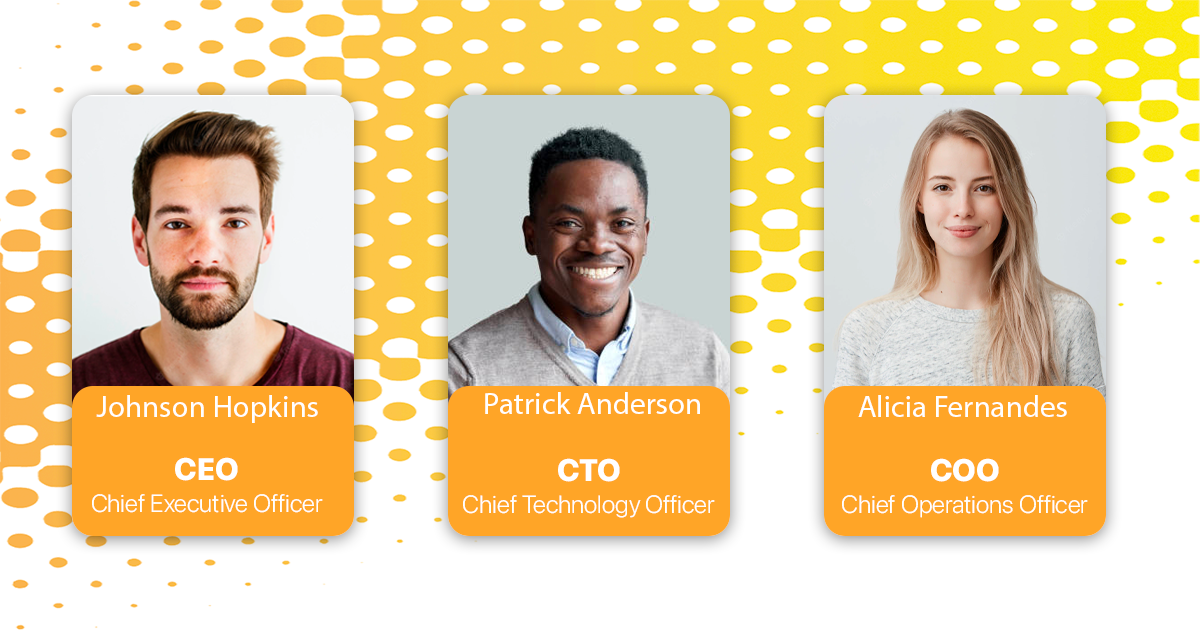 Johnson Hopkins
CEO
Chief Executive Officer
Patrick Anderson
CTO
Chief Technology Officer
Alicia Fernandes
COO
Chief Operations Officer